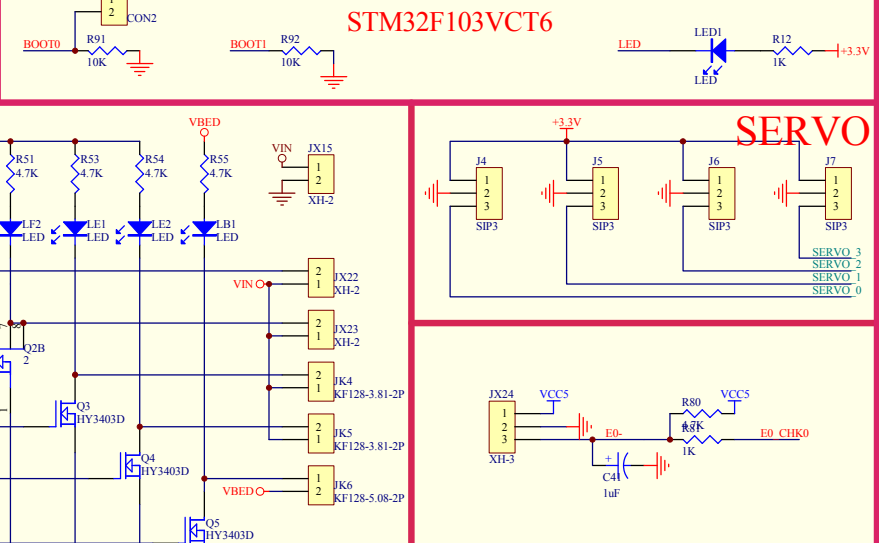 STM32F103VCT6
2
CON2
BOOT0
R91
10K
BOOT1
R92
10K
LED
LED1
LED
R12
1K
+3.3V
R51
4.7K
R53
4.7K
R54
4.7K
VBED
R55
4.7K
LF2
LED
LE1
LED
LE2
LED
LB1
LED
VIN
JX15
1
2
XH-2
VIN
2
1
JX22
XH-2
2
1
JX23
XH-2
2
1
JK4
KF128-3.81-2P
2
1
JK5
KF128-3.81-2P
VBED
1
2
JK6
KF128-5.08-2P
7
8
Q2B
2
1
Q3
HY3403D
Q4
HY3403D
Q5
HY3403D
SERVO
+3.3V
J4
1
2
3
SIP3
J5
1
2
3
SIP3
J6
1
2
3
SIP3
J7
1
2
3
SIP3
SERVO_3
SERVO_2
SERVO_1
SERVO_0
JX24
1
2
3
XH-3
VCC5
E0-
+
C41
1uF
R80
4.7K
VCC5
R81
1K
E0_CHK0